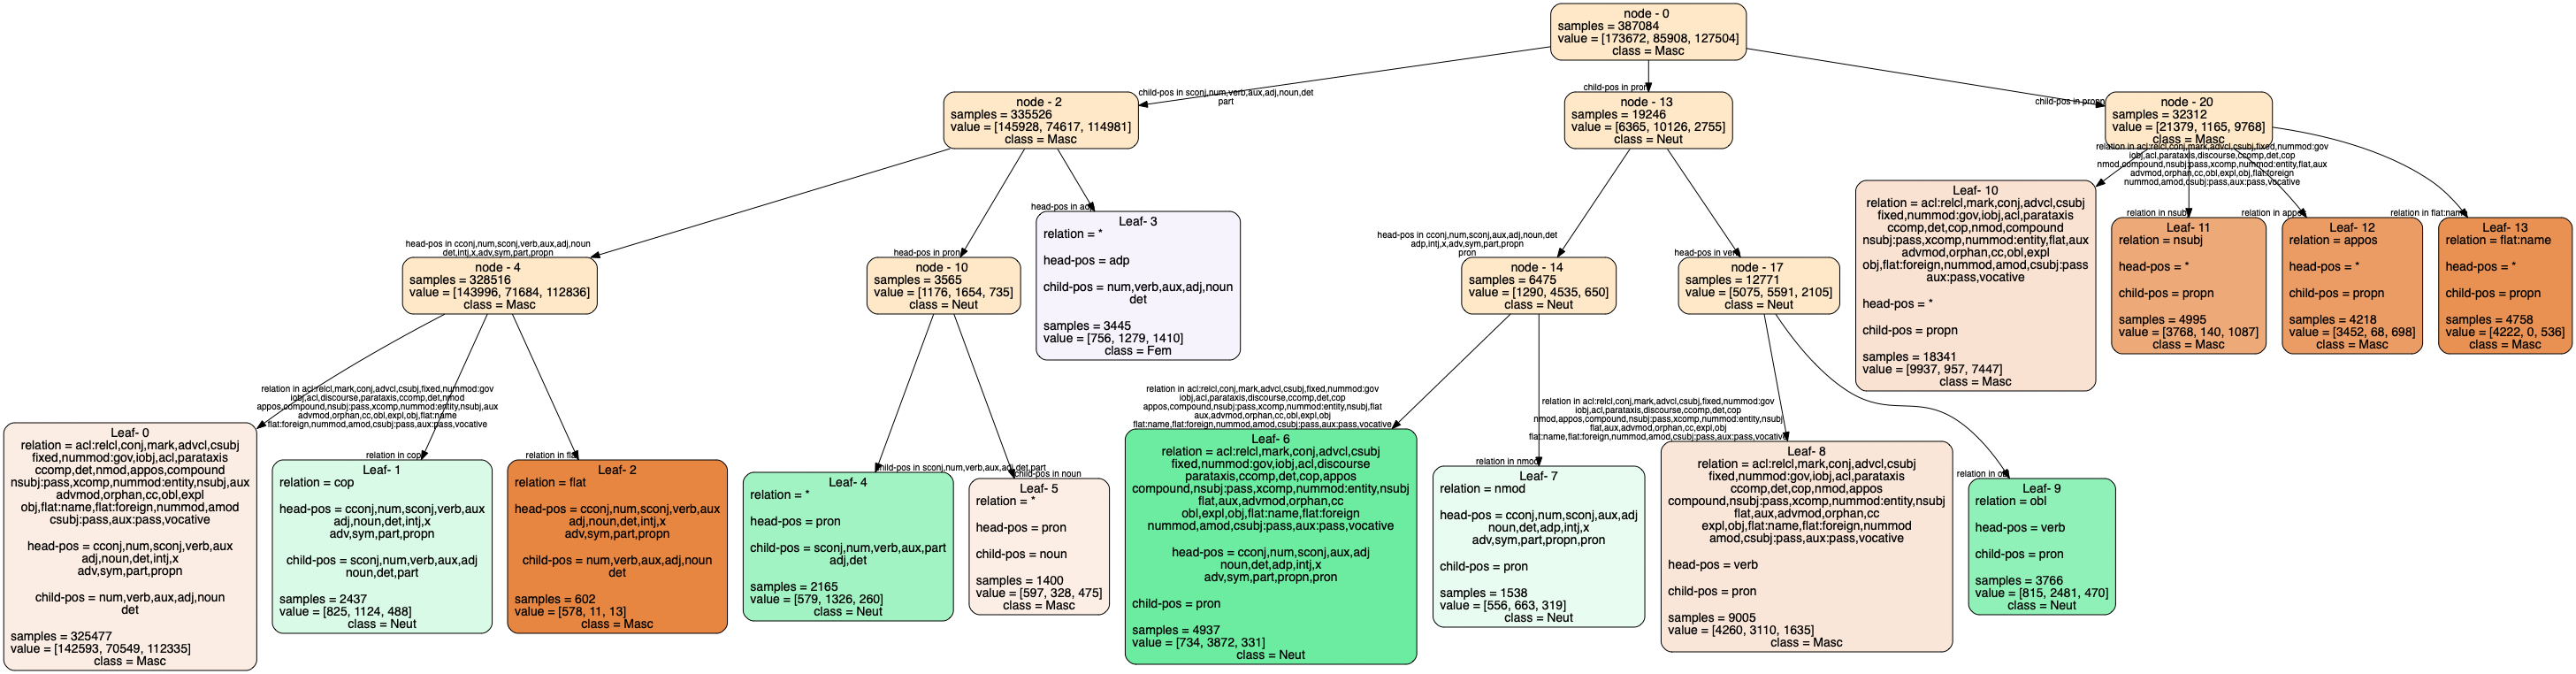 node - 0
samples = 387084
value = [173672, 85908, 127504]
class = Masc
child-pos in sconj,num,verb,aux,adj,noun,det
part
node - 2
samples = 335526
value = [145928, 74617, 114981]
class = Masc
child-pos in pron
node - 13
samples = 19246
value = [6365, 10126, 2755]
class = Neut
child-pos in propn
node - 20
samples = 32312
value = [21379, 1165, 9768]
class = Masc
head-pos in cconj,num,sconj,verb,aux,adj,noun
det,intj,x,adv,sym,part,propn
node - 4
samples = 328516
value = [143996, 71684, 112836]
class = Masc
head-pos in pron
node - 10
samples = 3565
value = [1176, 1654, 735]
class = Neut
head-pos in adp
Leaf- 3
relation = *
head-pos = adp
child-pos = num,verb,aux,adj,noun
det
samples = 3445
value = [756, 1279, 1410]
class = Fem
head-pos in cconj,num,sconj,aux,adj,noun,det
adp,intj,x,adv,sym,part,propn
pron
node - 14
samples = 6475
value = [1290, 4535, 650]
class = Neut
head-pos in verb
node - 17
samples = 12771
value = [5075, 5591, 2105]
class = Neut
relation in acl:relcl,conj,mark,advcl,csubj,fixed,nummod:gov
iobj,acl,parataxis,discourse,ccomp,det,cop
nmod,compound,nsubj:pass,xcomp,nummod:entity,flat,aux
advmod,orphan,cc,obl,expl,obj,flat:foreign
nummod,amod,csubj:pass,aux:pass,vocative
Leaf- 10
relation = acl:relcl,mark,conj,advcl,csubj
fixed,nummod:gov,iobj,acl,parataxis
ccomp,det,cop,nmod,compound
nsubj:pass,xcomp,nummod:entity,flat,aux
advmod,orphan,cc,obl,expl
obj,flat:foreign,nummod,amod,csubj:pass
aux:pass,vocative
head-pos = *
child-pos = propn
samples = 18341
value = [9937, 957, 7447]
class = Masc
relation in nsubj
Leaf- 11
relation = nsubj
head-pos = *
child-pos = propn
samples = 4995
value = [3768, 140, 1087]
class = Masc
relation in appos
Leaf- 12
relation = appos
head-pos = *
child-pos = propn
samples = 4218
value = [3452, 68, 698]
class = Masc
relation in flat:name
Leaf- 13
relation = flat:name
head-pos = *
child-pos = propn
samples = 4758
value = [4222, 0, 536]
class = Masc
relation in acl:relcl,conj,mark,advcl,csubj,fixed,nummod:gov
iobj,acl,discourse,parataxis,ccomp,det,nmod
appos,compound,nsubj:pass,xcomp,nummod:entity,nsubj,aux
advmod,orphan,cc,obl,expl,obj,flat:name
flat:foreign,nummod,amod,csubj:pass,aux:pass,vocative
Leaf- 0
relation = acl:relcl,conj,mark,advcl,csubj
fixed,nummod:gov,iobj,acl,parataxis
ccomp,det,nmod,appos,compound
nsubj:pass,xcomp,nummod:entity,nsubj,aux
advmod,orphan,cc,obl,expl
obj,flat:name,flat:foreign,nummod,amod
csubj:pass,aux:pass,vocative
head-pos = cconj,num,sconj,verb,aux
adj,noun,det,intj,x
adv,sym,part,propn
child-pos = num,verb,aux,adj,noun
det
samples = 325477
value = [142593, 70549, 112335]
class = Masc
relation in cop
Leaf- 1
relation = cop
head-pos = cconj,num,sconj,verb,aux
adj,noun,det,intj,x
adv,sym,part,propn
child-pos = sconj,num,verb,aux,adj
noun,det,part
samples = 2437
value = [825, 1124, 488]
class = Neut
relation in flat
Leaf- 2
relation = flat
head-pos = cconj,num,sconj,verb,aux
adj,noun,det,intj,x
adv,sym,part,propn
child-pos = num,verb,aux,adj,noun
det
samples = 602
value = [578, 11, 13]
class = Masc
child-pos in sconj,num,verb,aux,adj,det,part
Leaf- 4
relation = *
head-pos = pron
child-pos = sconj,num,verb,aux,part
adj,det
samples = 2165
value = [579, 1326, 260]
class = Neut
child-pos in noun
Leaf- 5
relation = *
head-pos = pron
child-pos = noun
samples = 1400
value = [597, 328, 475]
class = Masc
relation in acl:relcl,conj,mark,advcl,csubj,fixed,nummod:gov
iobj,acl,parataxis,discourse,ccomp,det,cop
appos,compound,nsubj:pass,xcomp,nummod:entity,nsubj,flat
aux,advmod,orphan,cc,obl,expl,obj
flat:name,flat:foreign,nummod,amod,csubj:pass,aux:pass,vocative
Leaf- 6
relation = acl:relcl,mark,conj,advcl,csubj
fixed,nummod:gov,iobj,acl,discourse
parataxis,ccomp,det,cop,appos
compound,nsubj:pass,xcomp,nummod:entity,nsubj
flat,aux,advmod,orphan,cc
obl,expl,obj,flat:name,flat:foreign
nummod,amod,csubj:pass,aux:pass,vocative
head-pos = cconj,num,sconj,aux,adj
noun,det,adp,intj,x
adv,sym,part,propn,pron
child-pos = pron
samples = 4937
value = [734, 3872, 331]
class = Neut
relation in nmod
Leaf- 7
relation = nmod
head-pos = cconj,num,sconj,aux,adj
noun,det,adp,intj,x
adv,sym,part,propn,pron
child-pos = pron
samples = 1538
value = [556, 663, 319]
class = Neut
relation in acl:relcl,mark,conj,advcl,csubj,fixed,nummod:gov
iobj,acl,parataxis,discourse,ccomp,det,cop
nmod,appos,compound,nsubj:pass,xcomp,nummod:entity,nsubj
flat,aux,advmod,orphan,cc,expl,obj
flat:name,flat:foreign,nummod,amod,csubj:pass,aux:pass,vocative
Leaf- 8
relation = acl:relcl,mark,conj,advcl,csubj
fixed,nummod:gov,iobj,acl,parataxis
ccomp,det,cop,nmod,appos
compound,nsubj:pass,xcomp,nummod:entity,nsubj
flat,aux,advmod,orphan,cc
expl,obj,flat:name,flat:foreign,nummod
amod,csubj:pass,aux:pass,vocative
head-pos = verb
child-pos = pron
samples = 9005
value = [4260, 3110, 1635]
class = Masc
relation in obl
Leaf- 9
relation = obl
head-pos = verb
child-pos = pron
samples = 3766
value = [815, 2481, 470]
class = Neut